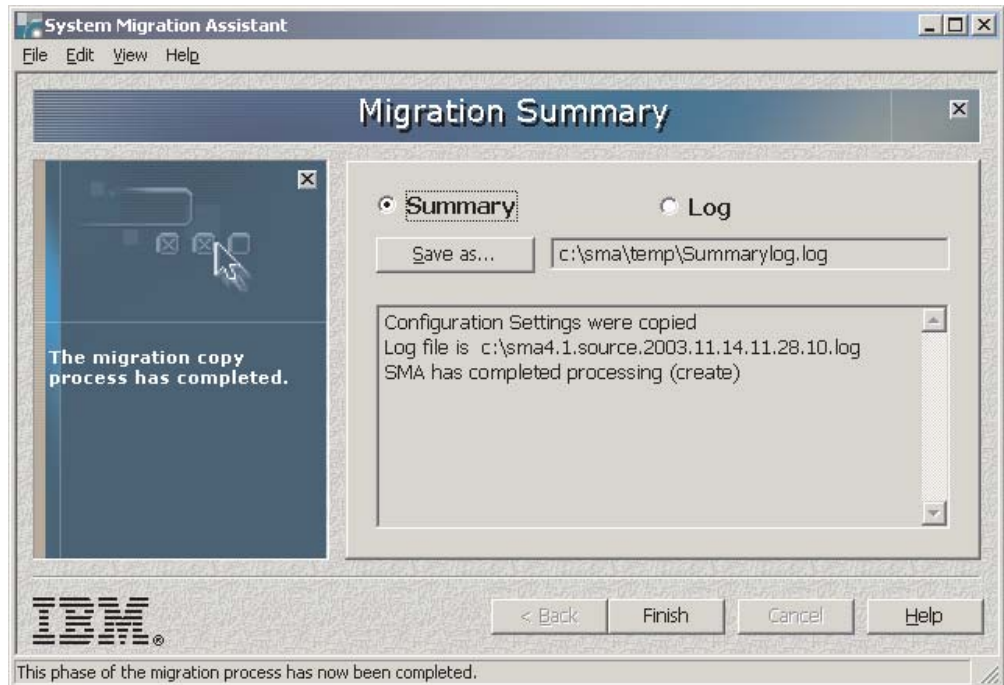 System Migration Assistant
File Edit View Help
Migration Summary
The migration copy
process has completed.
Summary
Log
Save as...
c:\sma\temp\Summarylog.log
Configuration Settings were copied
Log file is c:\sma4.1.source.2003.11.14.11.28.10.log
SMA has completed processing (create)
IBM®
< Back Finish Cancel Help
This phase of the migration process has now been completed.